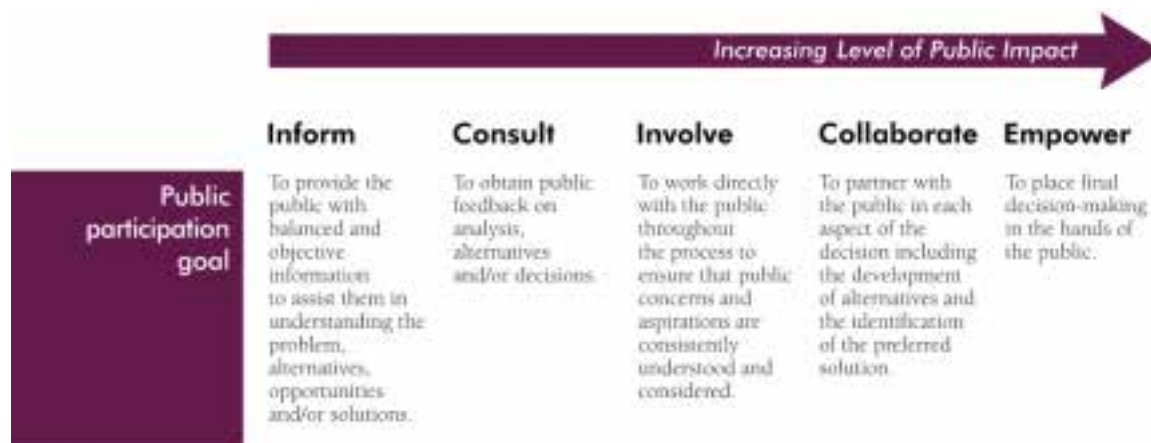 Increasing Level of Public Impact
Inform
Consult
Involve
Collaborate
Empower
Public
participation
goal
To provide the
public with
balanced and
objective
information
to assist them in
understanding the
problem,
alternatives,
opportunities
and/or solutions.
To obtain public
feedback on
analysis,
alternatives
and/or decisions.
To work directly
with the public
throughout
the process to
ensure that public
concerns and
aspirations are
consistently
understood and
considered.
To partner with
the public in each
aspect of the
decision including
the development
of alternatives and
the identification
of the preferred
solution.
To place final
decision-making
in the hands of
the public.